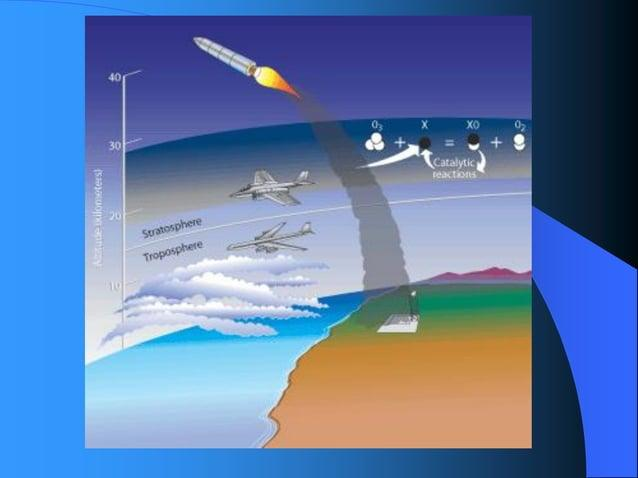 40
O₃ X XO O₂
+ = +
30
Catalytic
reactions
Altitude (kilometers)
20
Stratosphere
Troposphere
10